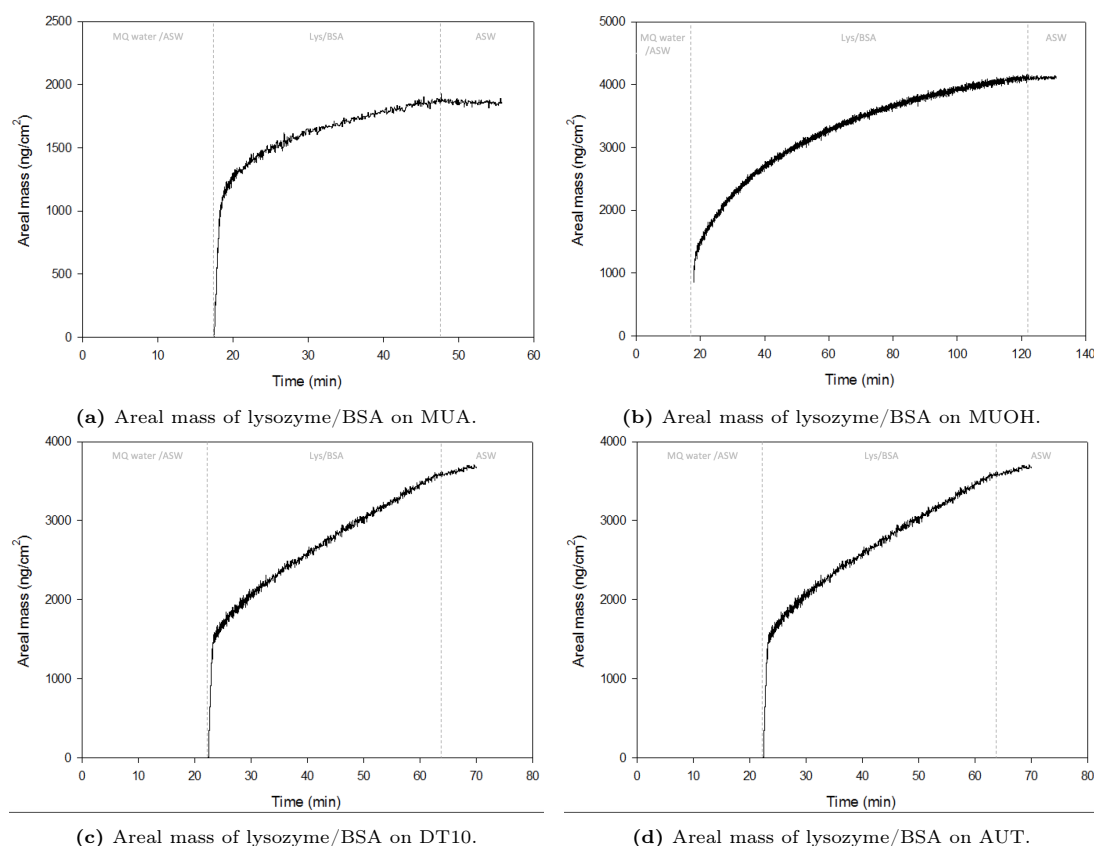 2500
2000
1500
1000
500
0
Areal mass (ng/cm²)
MQ water /ASW
Lys/BSA
ASW
0 10 20 30 40 50 60
Time (min)
(a) Areal mass of lysozyme/BSA on MUA.
5000
4000
3000
2000
1000
0
Areal mass (ng/cm²)
MQ water
/ASW
Lys/BSA
ASW
0 20 40 60 80 100 120 140
Time (min)
(b) Areal mass of lysozyme/BSA on MUOH.
4000
3000
2000
1000
0
Areal mass (ng/cm²)
MQ water /ASW
Lys/BSA
ASW
0 10 20 30 40 50 60 70 80
Time (min)
(c) Areal mass of lysozyme/BSA on DT10.
4000
3000
2000
1000
0
Areal mass (ng/cm²)
MQ water /ASW
Lys/BSA
ASW
0 10 20 30 40 50 60 70 80
Time (min)
(d) Areal mass of lysozyme/BSA on AUT.